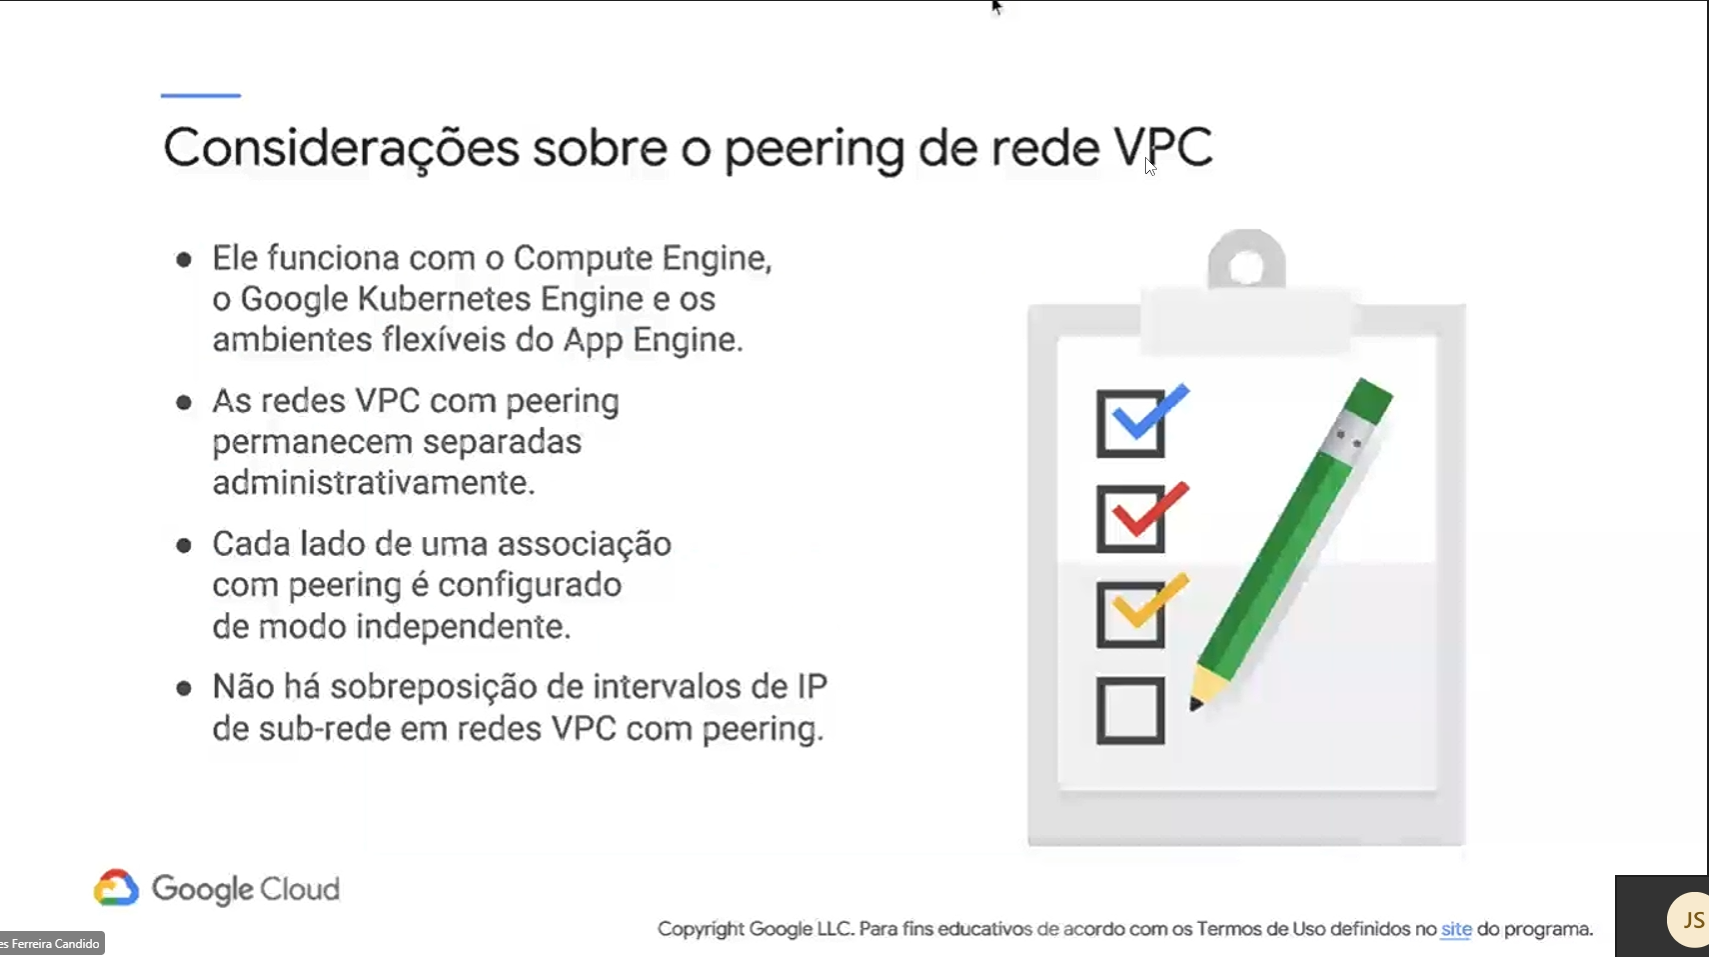 Considerações sobre o peering de rede VPC
● Ele funciona com o Compute Engine,
o Google Kubernetes Engine e os
ambientes flexíveis do App Engine.
● As redes VPC com peering
permanecem separadas
administrativamente.
● Cada lado de uma associação
com peering é configurado
de modo independente.
● Não há sobreposição de intervalos de IP
de sub-rede em redes VPC com peering.
Google Cloud
Copyright Google LLC. Para fins educativos de acordo com os Termos de Uso definidos no site do programa.
es Ferreira Candido
JS